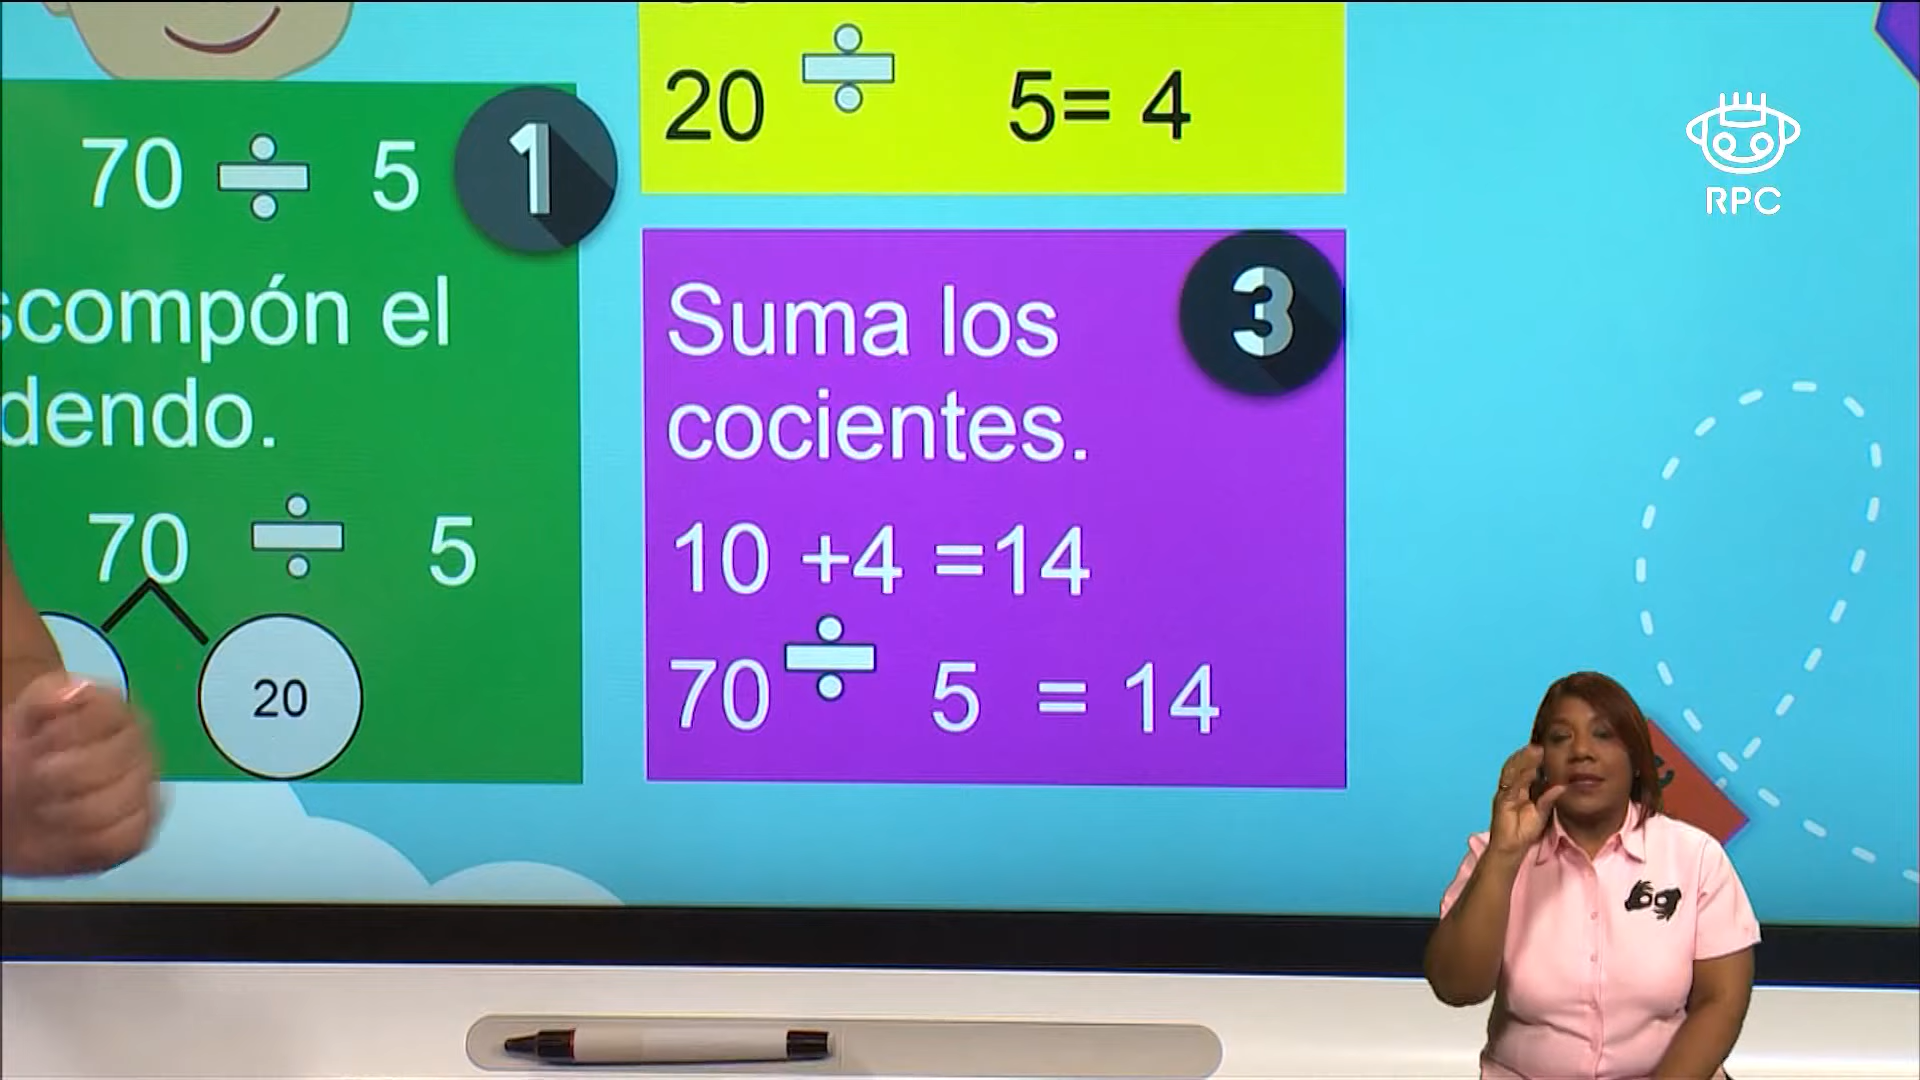 70 ÷ 5
1
scompón el
dendo.
70 ÷ 5
20
20 ÷ 5= 4
3
Suma los
cocientes.
10 +4 =14
70 ÷ 5 = 14
RPC